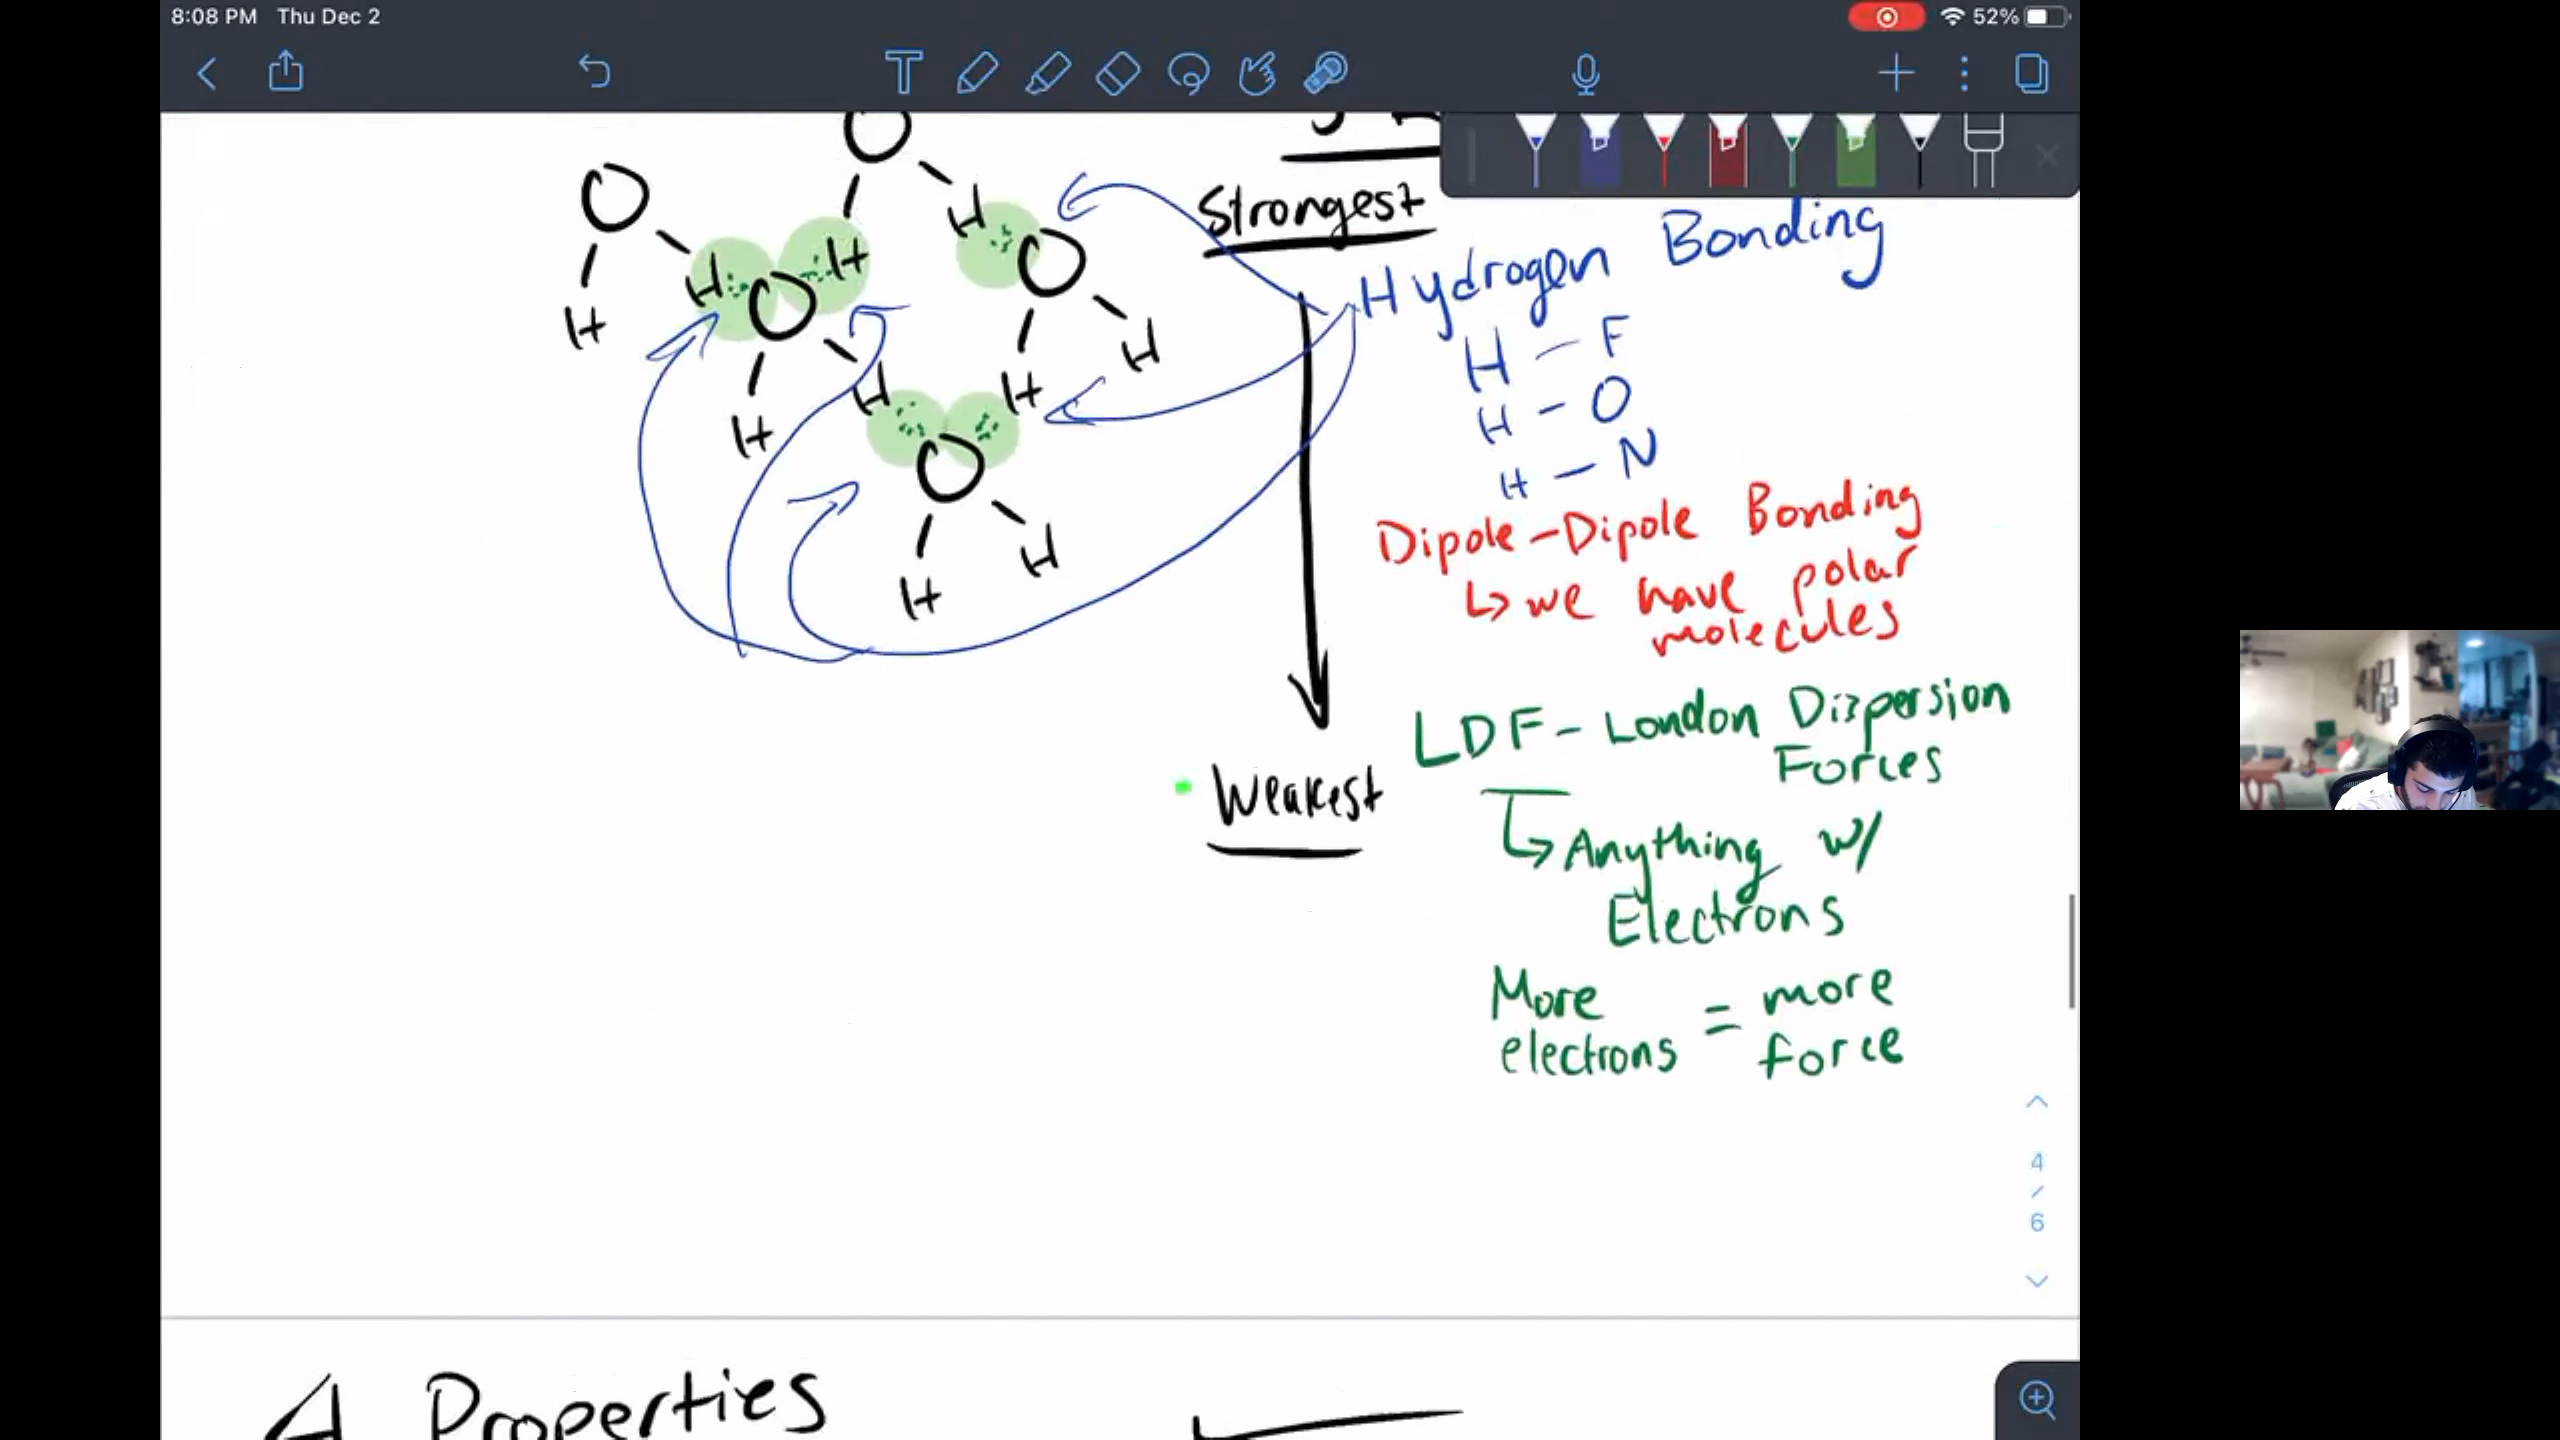 8:08 PM Thu Dec 2
52%
T
O
O
H
H
O
H
H
O
H
H
H
H
H
O
H
H
Strongest
Hydrogen Bonding
H - F
H - O
H - N
Dipole - Dipole Bonding
↳ we have polar
molecules
LDF - London Dispersion
Forces
Weakest
↳ Anything w/
Electrons
More electrons = more force
4
/
6
4 Properties